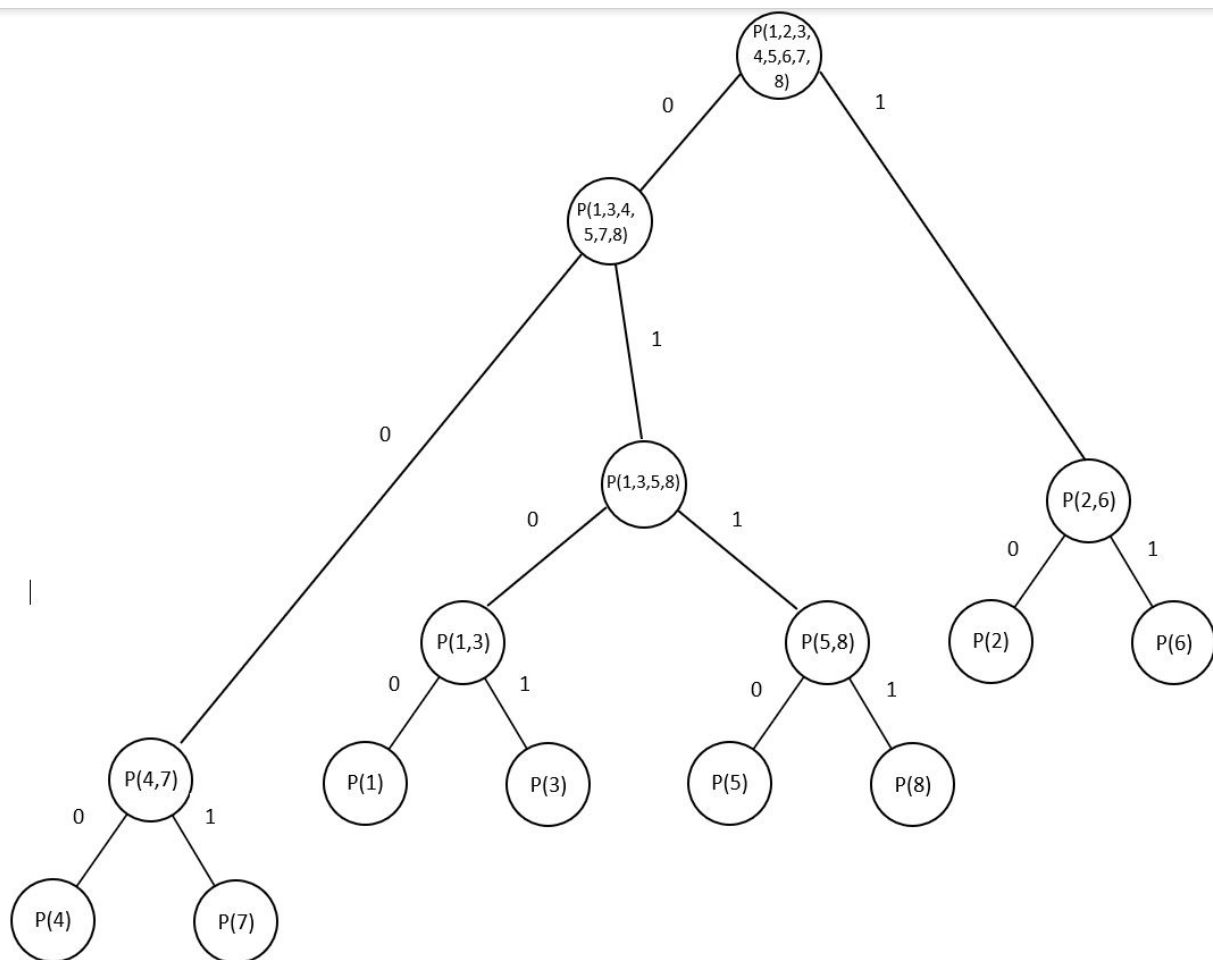 P(1,2,3,
4,5,6,7,
8)
0
1
P(1,3,4,
5,7,8)
1
0
P(1,3,5,8)
P(2,6)
0
1
0
1
P(1,3)
P(5,8)
P(2)
P(6)
0
1
0
1
P(4,7)
P(1)
P(3)
P(5)
P(8)
0
1
P(4)
P(7)